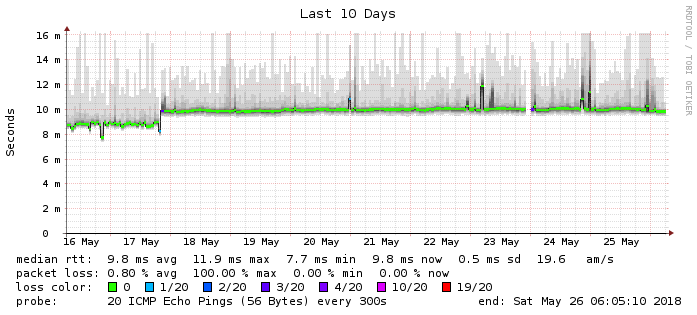 Last 10 Days
RRDTOOL / TOBI OETIKER
Seconds
16 m
14 m
12 m
10 m
8 m
6 m
4 m
2 m
0
16 May 17 May 18 May 19 May 20 May 21 May 22 May 23 May 24 May 25 May
median rtt: 9.8 ms avg 11.9 ms max 7.7 ms min 9.8 ms now 0.5 ms sd 19.6 am/s
packet loss: 0.80 % avg 100.00 % max 0.00 % min 0.00 % now
loss color: 0 1/20 2/20 3/20 4/20 10/20 19/20
probe: 20 ICMP Echo Pings (56 Bytes) every 300s end: Sat May 26 06:05:10 2018